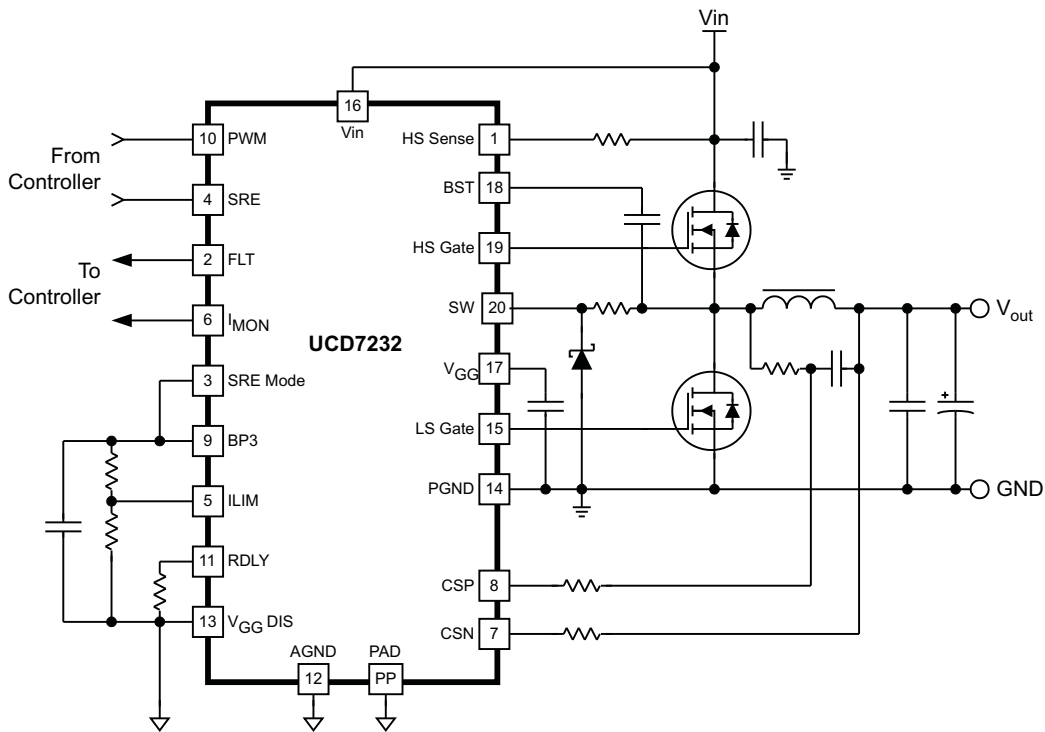 Vin
16
Vin
10 PWM
From
Controller
4 SRE
2 FLT
To
Controller
6 IMON
3 SRE Mode
9 BP3
5 ILIM
11 RDLY
13 VGG DIS
UCD7232
HS Sense 1
BST 18
HS Gate 19
SW 20
VGG 17
LS Gate 15
PGND 14
CSP 8
CSN 7
AGND
12
PAD
PP
Vout
+
GND